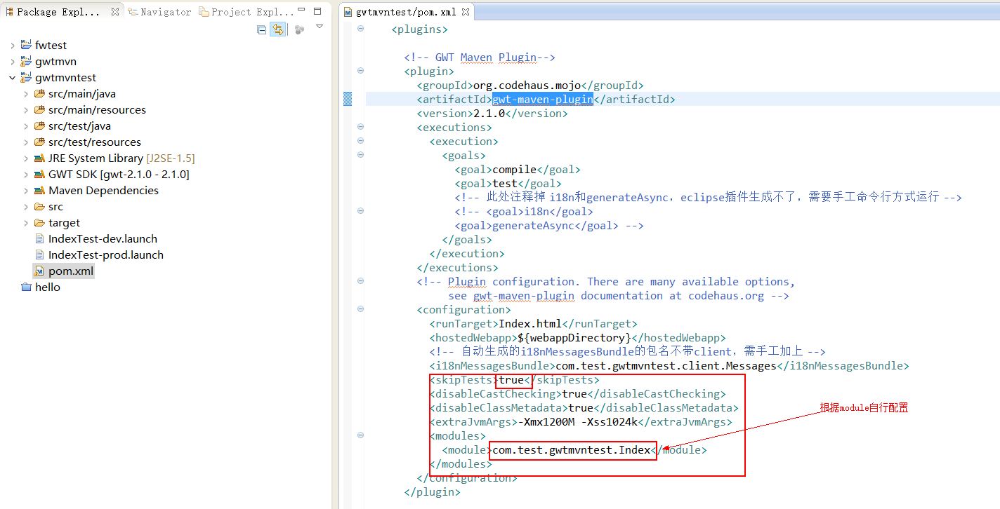 Package Expl...
Navigator
Project Expl...
fwtest
gwtmvn
gwtmvntest
src/main/java
src/main/resources
src/test/java
src/test/resources
JRE System Library [J2SE-1.5]
GWT SDK [gwt-2.1.0 - 2.1.0]
Maven Dependencies
src
target
IndexTest-dev.launch
IndexTest-prod.launch
pom.xml
hello
gwtmvntest/pom.xml
<plugins>
<!-- GWT Maven Plugin-->
<plugin>
<groupId>org.codehaus.mojo</groupId>
<artifactId>gwt-maven-plugin</artifactId>
<version>2.1.0</version>
<executions>
<execution>
<goals>
<goal>compile</goal>
<goal>test</goal>
<!-- 此处注释掉 i18n和generateAsync，eclipse插件生成不了，需要手工命令行方式运行 -->
<!-- <goal>i18n</goal>
<goal>generateAsync</goal> -->
</goals>
</execution>
</executions>
<!-- Plugin configuration. There are many available options,
see gwt-maven-plugin documentation at codehaus.org -->
<configuration>
<runTarget>Index.html</runTarget>
<hostedWebapp>${webappDirectory}</hostedWebapp>
<!-- 自动生成的i18nMessagesBundle的包名不带client，需手工加上 -->
<i18nMessagesBundle>com.test.gwtmvntest.client.Messages</i18nMessagesBundle>
<skipTests>true</skipTests>
<disableCastChecking>true</disableCastChecking>
<disableClassMetadata>true</disableClassMetadata>
根据module自行配置
<extraJvmArgs>-Xmx1200M -Xss1024k</extraJvmArgs>
<modules>
<module>com.test.gwtmvntest.Index</module>
</modules>
</configuration>
</plugin>